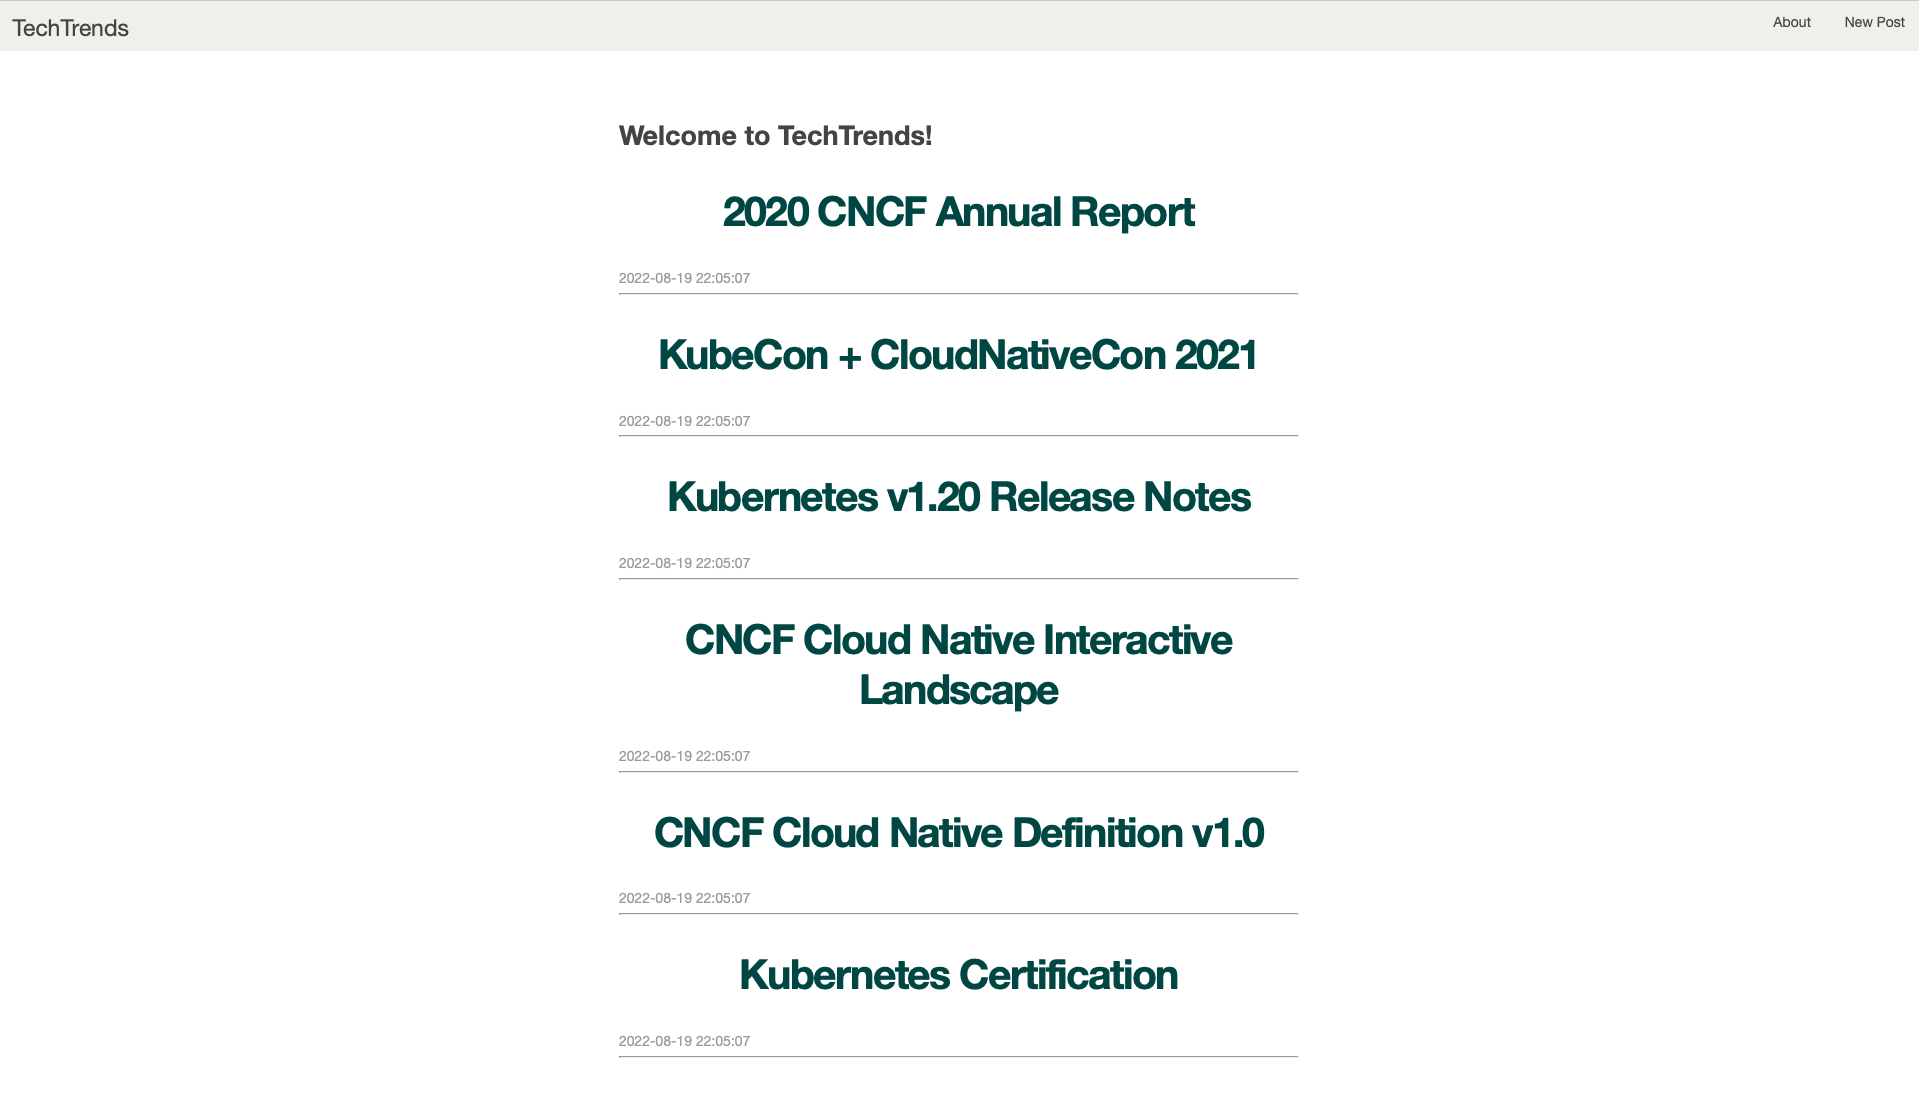 TechTrends
About
New Post
Welcome to TechTrends!
2020 CNCF Annual Report
2022-08-19 22:05:07
KubeCon + CloudNativeCon 2021
2022-08-19 22:05:07
Kubernetes v1.20 Release Notes
2022-08-19 22:05:07
CNCF Cloud Native Interactive
Landscape
2022-08-19 22:05:07
CNCF Cloud Native Definition v1.0
2022-08-19 22:05:07
Kubernetes Certification
2022-08-19 22:05:07